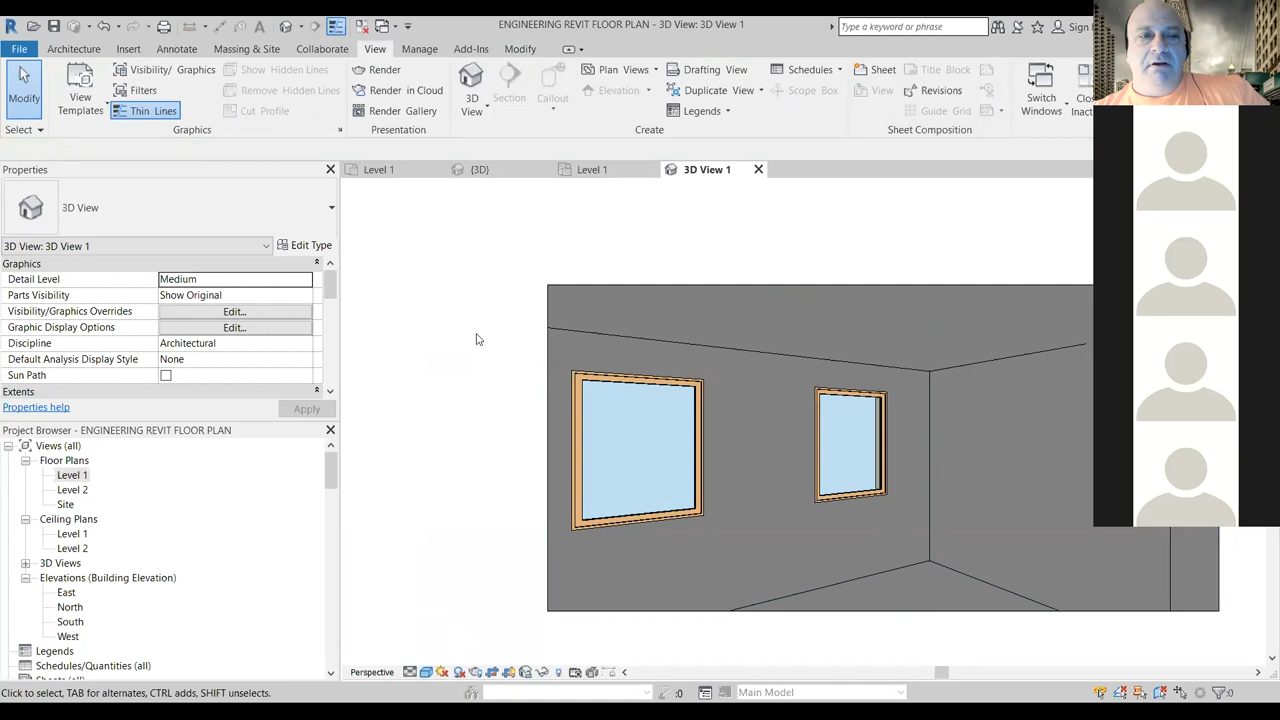 ENGINEERING REVIT FLOOR PLAN - 3D View: 3D View 1
Type a keyword or phrase
Sign
File Architecture Insert Annotate Massing & Site Collaborate View Manage Add-Ins Modify
Modify
View Templates
Visibility/ Graphics
Filters
Thin Lines
Show Hidden Lines
Remove Hidden Lines
Cut Profile
Render
Render in Cloud
Render Gallery
3D View
Section
Callout
Plan Views
Elevation
Drafting View
Duplicate View
Legends
Schedules
Scope Box
Sheet
View
Title Block
Revisions
Guide Grid
Switch Windows
Select Graphics Presentation Create Sheet Composition
Properties
Level 1 {3D} Level 1 3D View 1
3D View
3D View: 3D View 1 Edit Type
Graphics
Detail Level Medium
Parts Visibility Show Original
Visibility/Graphics Overrides Edit...
Graphic Display Options Edit...
Discipline Architectural
Default Analysis Display Style None
Sun Path
Extents
Properties help Apply
Project Browser - ENGINEERING REVIT FLOOR PLAN
Views (all)
Floor Plans
Level 1
Level 2
Site
Ceiling Plans
Level 1
Level 2
3D Views
Elevations (Building Elevation)
East
North
South
West
Legends
Schedules/Quantities (all)
Perspective
Click to select, TAB for alternates, CTRL adds, SHIFT unselects.
:0
Main Model
:0